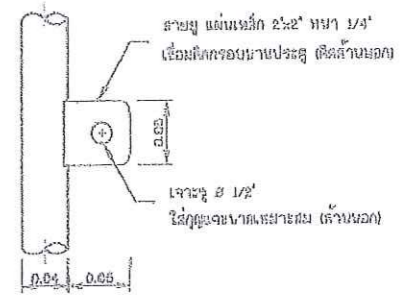 สายยู แผ่นเหล็ก 2"x2" หนา 1/4"
เชื่อมติดกรอบบานประตู (ติดด้านนอก)
0.05
เจาะรู Ø 1/2"
ใส่กุญแจขนาดเหมาะสม (ด้านนอก)
0.04 0.05